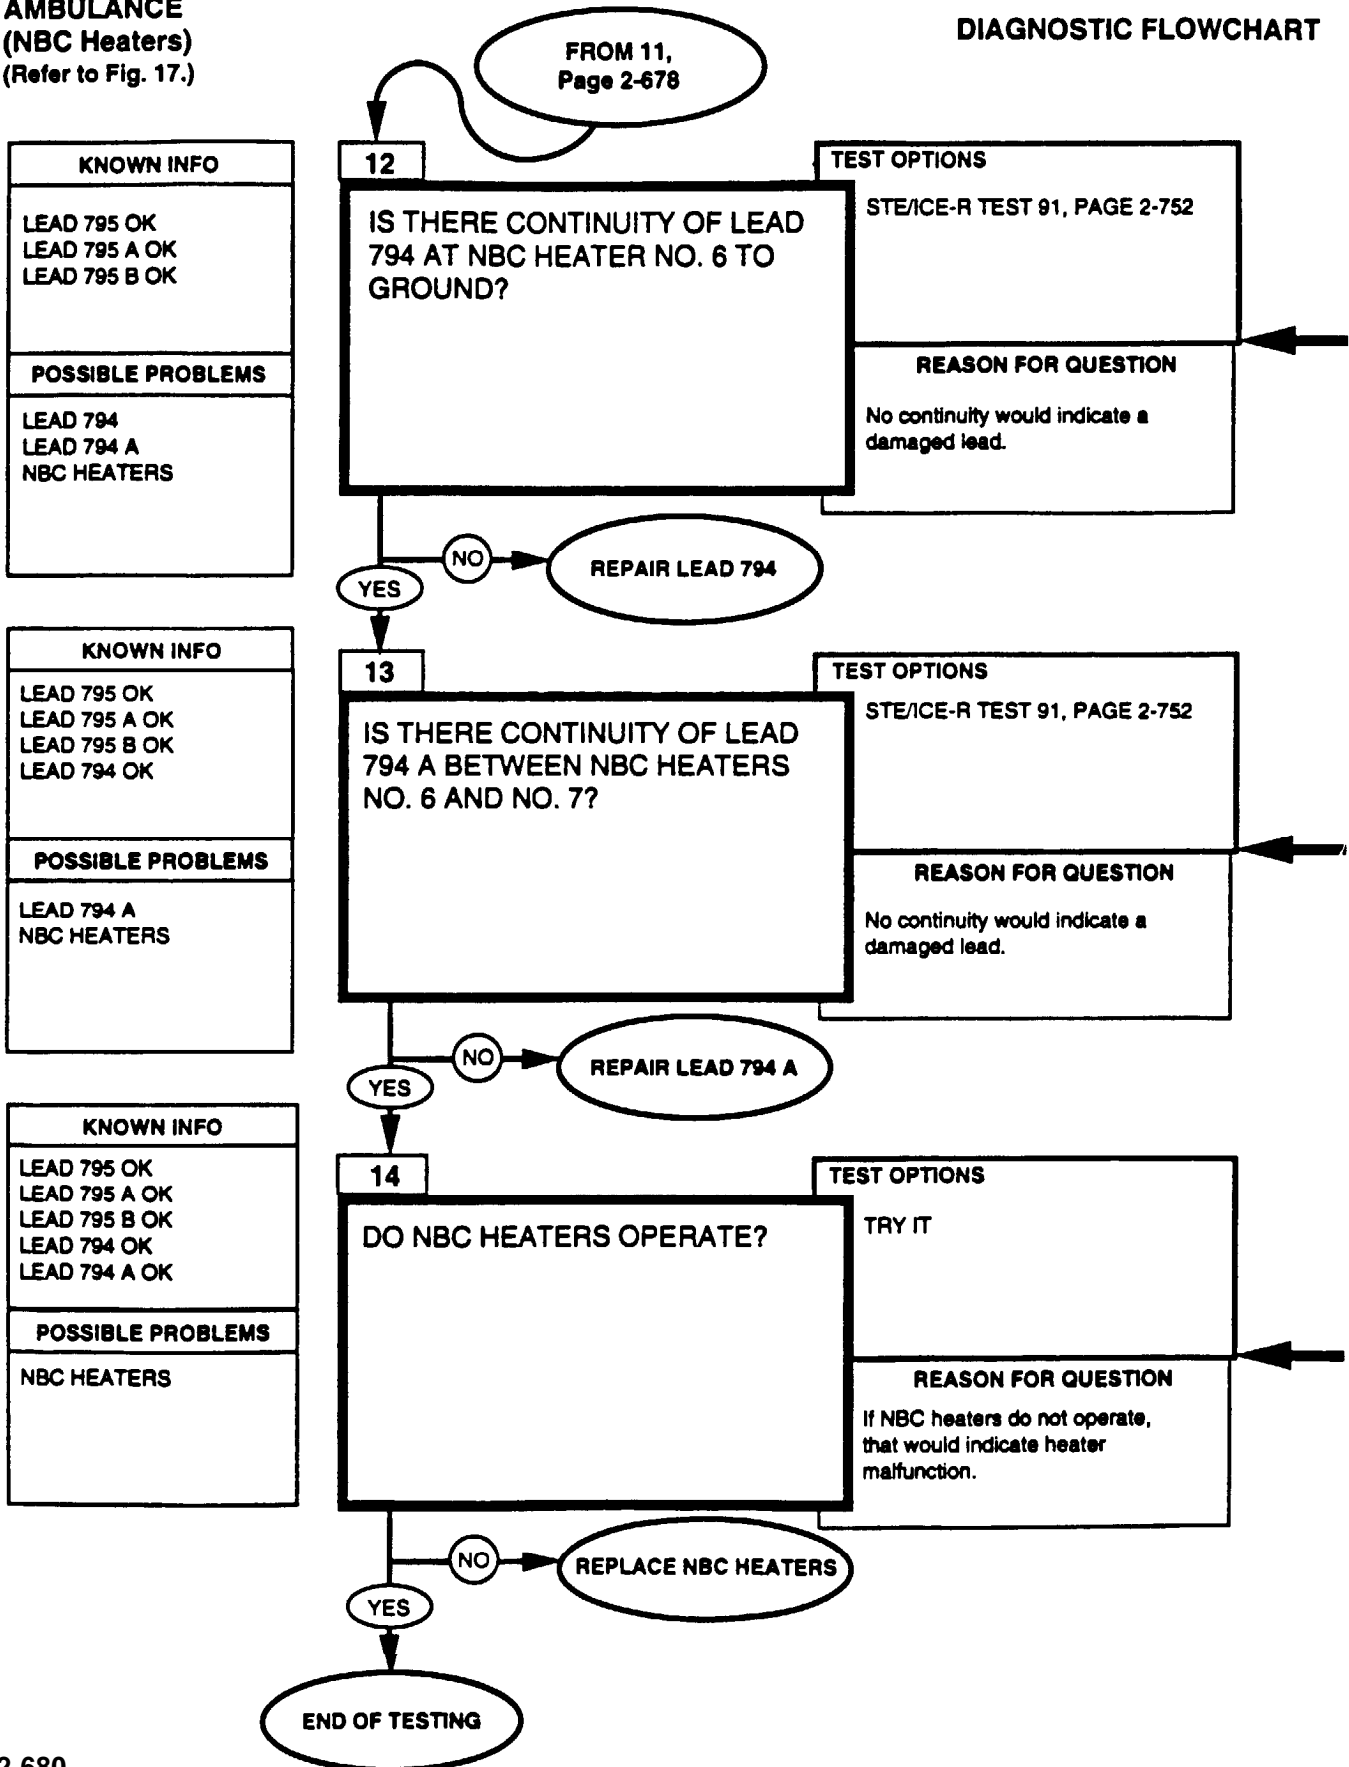 AMBULANCE
(NBC Heaters)
(Refer to Fig. 17.)
DIAGNOSTIC FLOWCHART
FROM 11,
Page 2-678
KNOWN INFO
LEAD 795 OK
LEAD 795 A OK
LEAD 795 B OK
POSSIBLE PROBLEMS
LEAD 794
LEAD 794 A
NBC HEATERS
12
IS THERE CONTINUITY OF LEAD
794 AT NBC HEATER NO. 6 TO
GROUND?
TEST OPTIONS
STE/ICE-R TEST 91, PAGE 2-752
REASON FOR QUESTION
No continuity would indicate a
damaged lead.
NO
REPAIR LEAD 794
YES
KNOWN INFO
LEAD 795 OK
LEAD 795 A OK
LEAD 795 B OK
LEAD 794 OK
POSSIBLE PROBLEMS
LEAD 794 A
NBC HEATERS
13
IS THERE CONTINUITY OF LEAD
794 A BETWEEN NBC HEATERS
NO. 6 AND NO. 7?
TEST OPTIONS
STE/ICE-R TEST 91, PAGE 2-752
REASON FOR QUESTION
No continuity would indicate a
damaged lead.
NO
REPAIR LEAD 794 A
YES
KNOWN INFO
LEAD 795 OK
LEAD 795 A OK
LEAD 795 B OK
LEAD 794 OK
LEAD 794 A OK
POSSIBLE PROBLEMS
NBC HEATERS
14
DO NBC HEATERS OPERATE?
TEST OPTIONS
TRY IT
REASON FOR QUESTION
If NBC heaters do not operate,
that would indicate heater
malfunction.
NO
REPLACE NBC HEATERS
YES
END OF TESTING
2-680